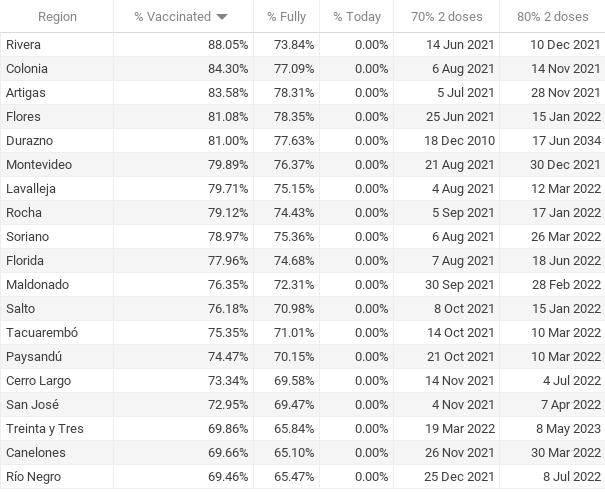 Region % Vaccinated % Fully % Today 70% 2 doses 80% 2 doses
Rivera 88.05% 73.84% 0.00% 14 Jun 2021 10 Dec 2021
Colonia 84.30% 77.09% 0.00% 6 Aug 2021 14 Nov 2021
Artigas 83.58% 78.31% 0.00% 5 Jul 2021 28 Nov 2021
Flores 81.08% 78.35% 0.00% 25 Jun 2021 15 Jan 2022
Durazno 81.00% 77.63% 0.00% 18 Dec 2010 17 Jun 2034
Montevideo 79.89% 76.37% 0.00% 21 Aug 2021 30 Dec 2021
Lavalleja 79.71% 75.15% 0.00% 4 Aug 2021 12 Mar 2022
Rocha 79.12% 74.43% 0.00% 5 Sep 2021 17 Jan 2022
Soriano 78.97% 75.36% 0.00% 6 Aug 2021 26 Mar 2022
Florida 77.96% 74.68% 0.00% 7 Aug 2021 18 Jun 2022
Maldonado 76.35% 72.31% 0.00% 30 Sep 2021 28 Feb 2022
Salto 76.18% 70.98% 0.00% 8 Oct 2021 15 Jan 2022
Tacuarembó 75.35% 71.01% 0.00% 14 Oct 2021 10 Mar 2022
Paysandú 74.47% 70.15% 0.00% 21 Oct 2021 10 Mar 2022
Cerro Largo 73.34% 69.58% 0.00% 14 Nov 2021 4 Jul 2022
San José 72.95% 69.47% 0.00% 4 Nov 2021 7 Apr 2022
Treinta y Tres 69.86% 65.84% 0.00% 19 Mar 2022 8 May 2023
Canelones 69.66% 65.10% 0.00% 26 Nov 2021 30 Mar 2022
Río Negro 69.46% 65.47% 0.00% 25 Dec 2021 8 Jul 2022